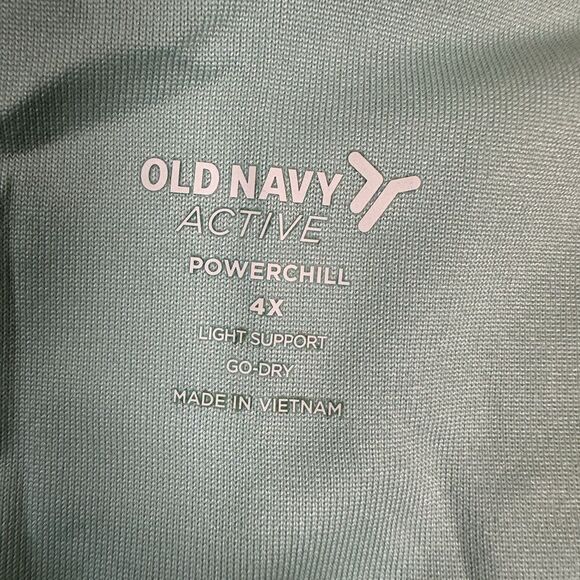 OLD NAVY
ACTIVE
POWERCHILL
4X
LIGHT SUPPORT
GO-DRY
MADE IN VIETNAM